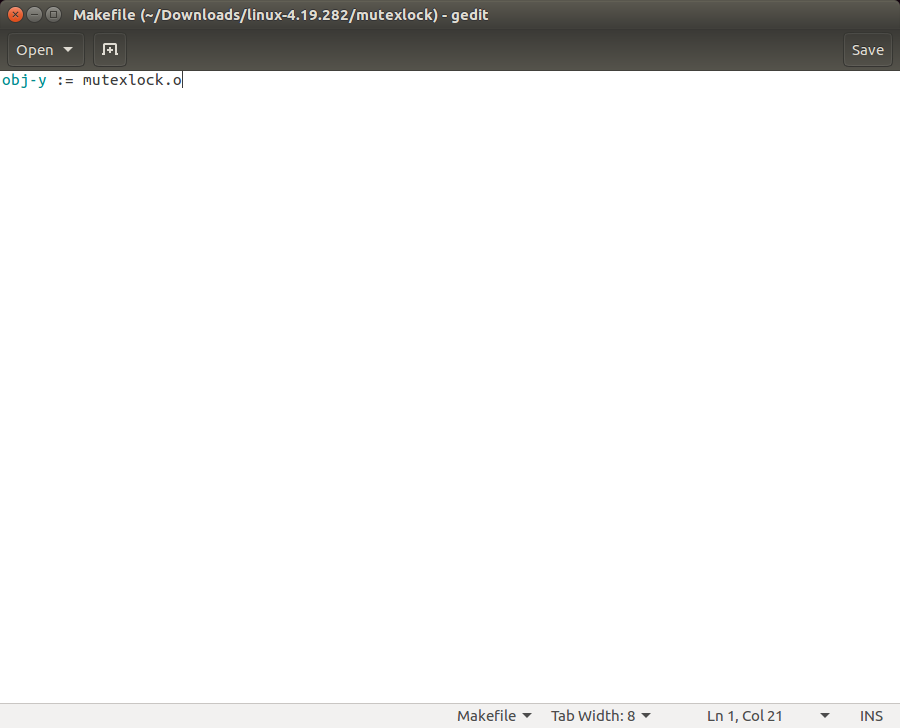 Makefile (~/Downloads/linux-4.19.282/mutexlock) - gedit
Open
Save
obj-y := mutexlock.o
Makefile Tab Width: 8 Ln 1, Col 21 INS